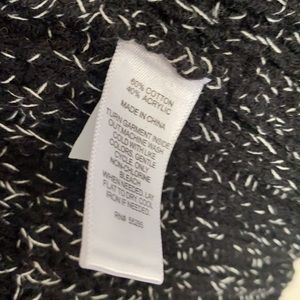 60% COTTON
40% ACRYLIC
MADE IN CHINA
TURN GARMENT INSIDE
OUT.MACHINE WASH
COLD WITH LIKE
COLORS, GENTLE
CYCLE. ONLY
NON-CHLORINE
BLEACH
WHEN NEEDED. LAY
FLAT TO DRY. COOL
IRON IF NEEDED.
RN#